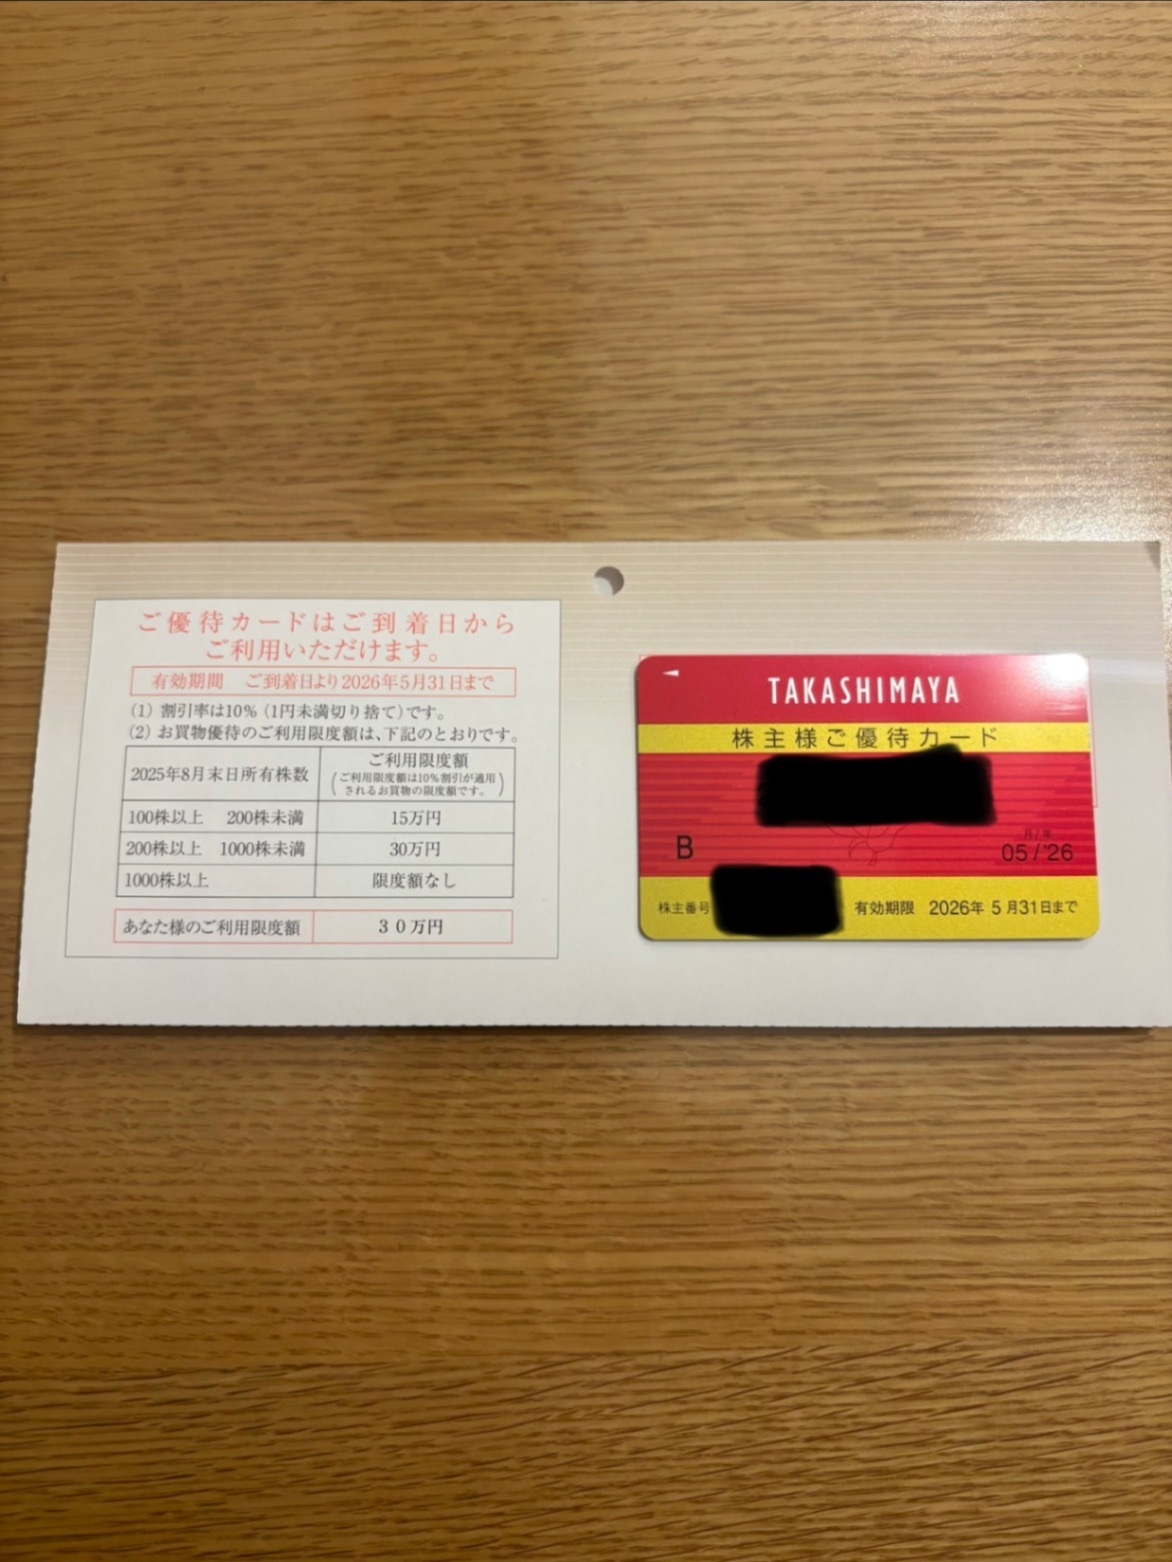 ご優待カードはご到着日から
ご利用いただけます。
有効期間 ご到着日より2026年5月31日まで
(1) 割引率は10%(1円未満切り捨て)です。
(2) お買物優待のご利用限度額は、下記のとおりです。
2025年8月末日所有株数
ご利用限度額
(ご利用限度額は10%割引が適用
されるお買物の限度額です。)
100株以上 200株未満 15万円
200株以上 1000株未満 30万円
1000株以上 限度額なし
あなた様のご利用限度額 30万円
TAKASHIMAYA
株主様ご優待カード
月/年
B 05/'26
株主番号 有効期限 2026年 5月31日まで